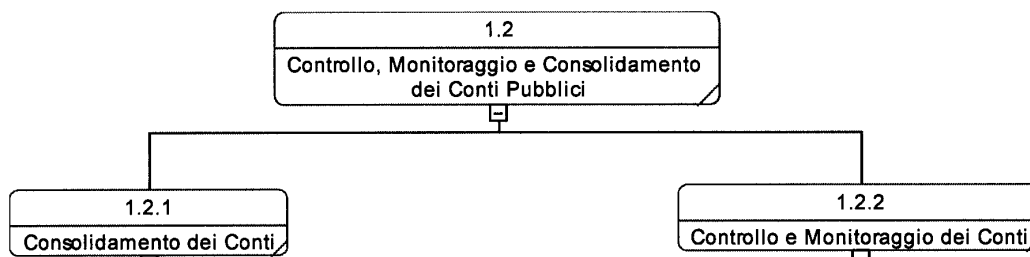 1.2
Controllo, Monitoraggio e Consolidamento
dei Conti Pubblici
1.2.1
Consolidamento dei Conti
1.2.2
Controllo e Monitoraggio dei Conti